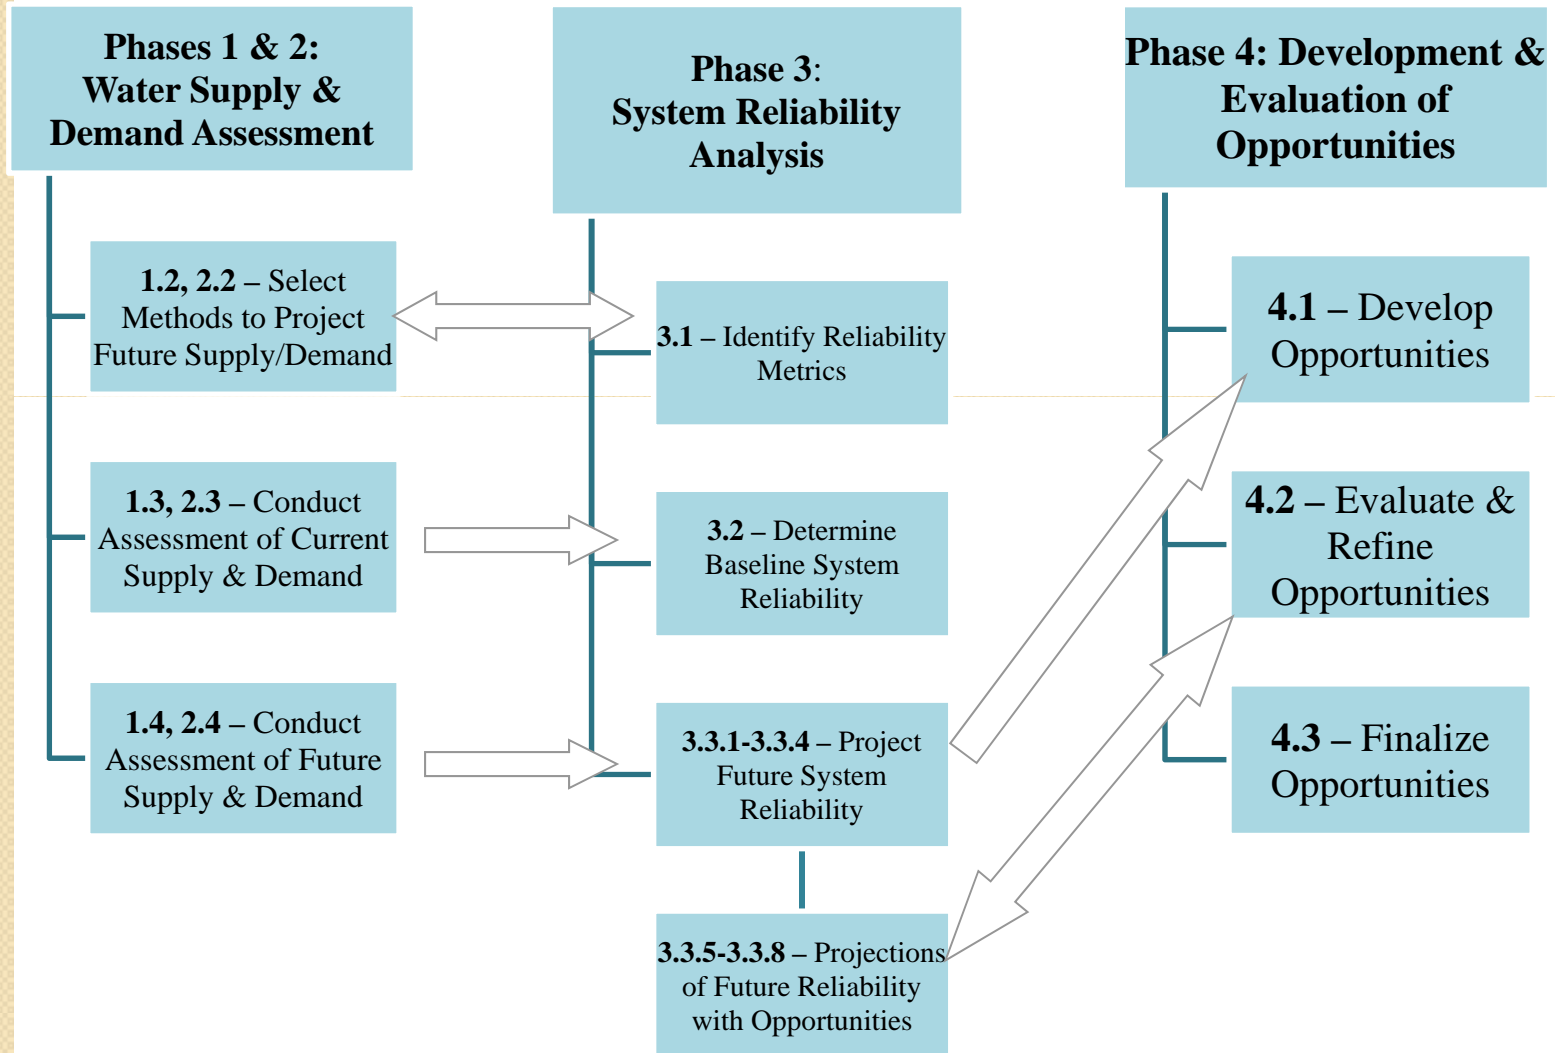 Phases 1 & 2:
Water Supply &
Demand Assessment
1.2, 2.2 – Select
Methods to Project
Future Supply/Demand
1.3, 2.3 – Conduct
Assessment of Current
Supply & Demand
1.4, 2.4 – Conduct
Assessment of Future
Supply & Demand
Phase 3:
System Reliability
Analysis
3.1 – Identify Reliability
Metrics
3.2 – Determine
Baseline System
Reliability
3.3.1-3.3.4 – Project
Future System
Reliability
3.3.5-3.3.8 – Projections
of Future Reliability
with Opportunities
Phase 4: Development &
Evaluation of
Opportunities
4.1 – Develop
Opportunities
4.2 – Evaluate &
Refine
Opportunities
4.3 – Finalize
Opportunities